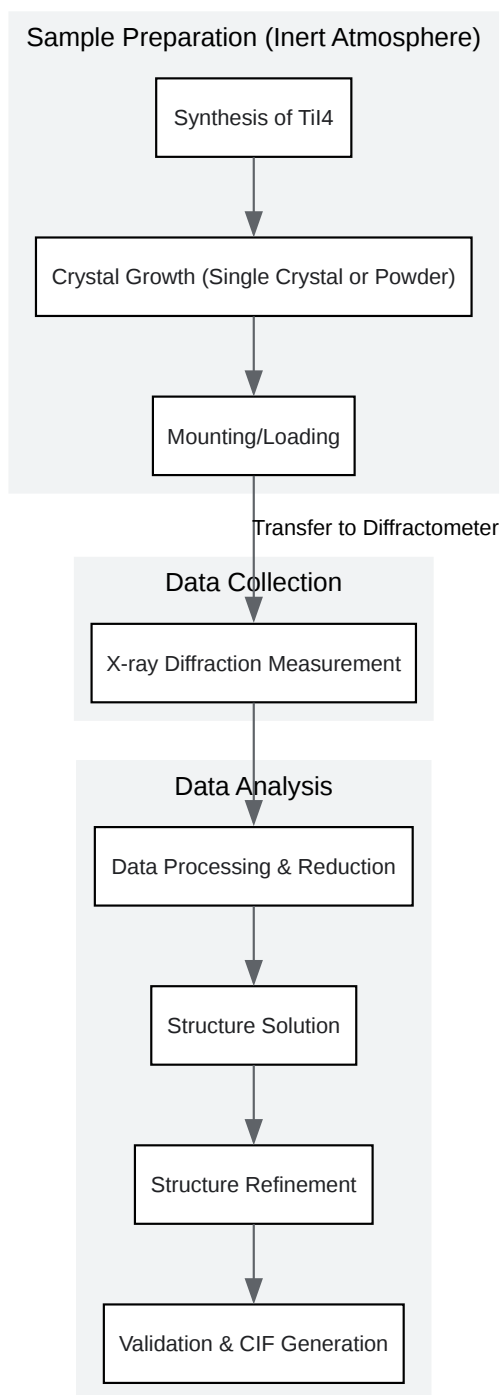 Sample Preparation (Inert Atmosphere)
Synthesis of TiI4
Crystal Growth (Single Crystal or Powder)
Mounting/Loading
Transfer to Diffractometer
Data Collection
X-ray Diffraction Measurement
Data Analysis
Data Processing & Reduction
Structure Solution
Structure Refinement
Validation & CIF Generation